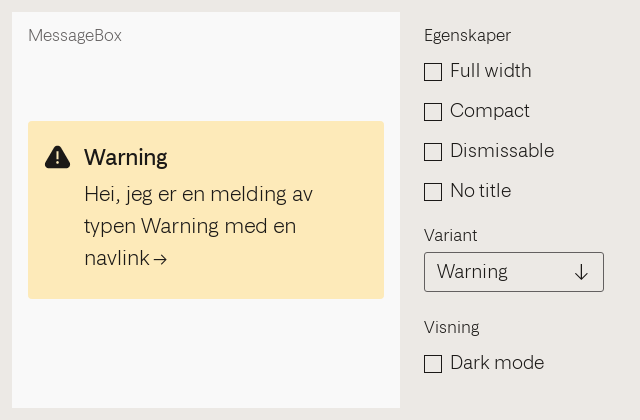 MessageBox
Warning
Hei, jeg er en melding av
typen Warning med en
navlink →
Egenskaper
Full width
Compact
Dismissable
No title
Variant
Warning
Visning
Dark mode